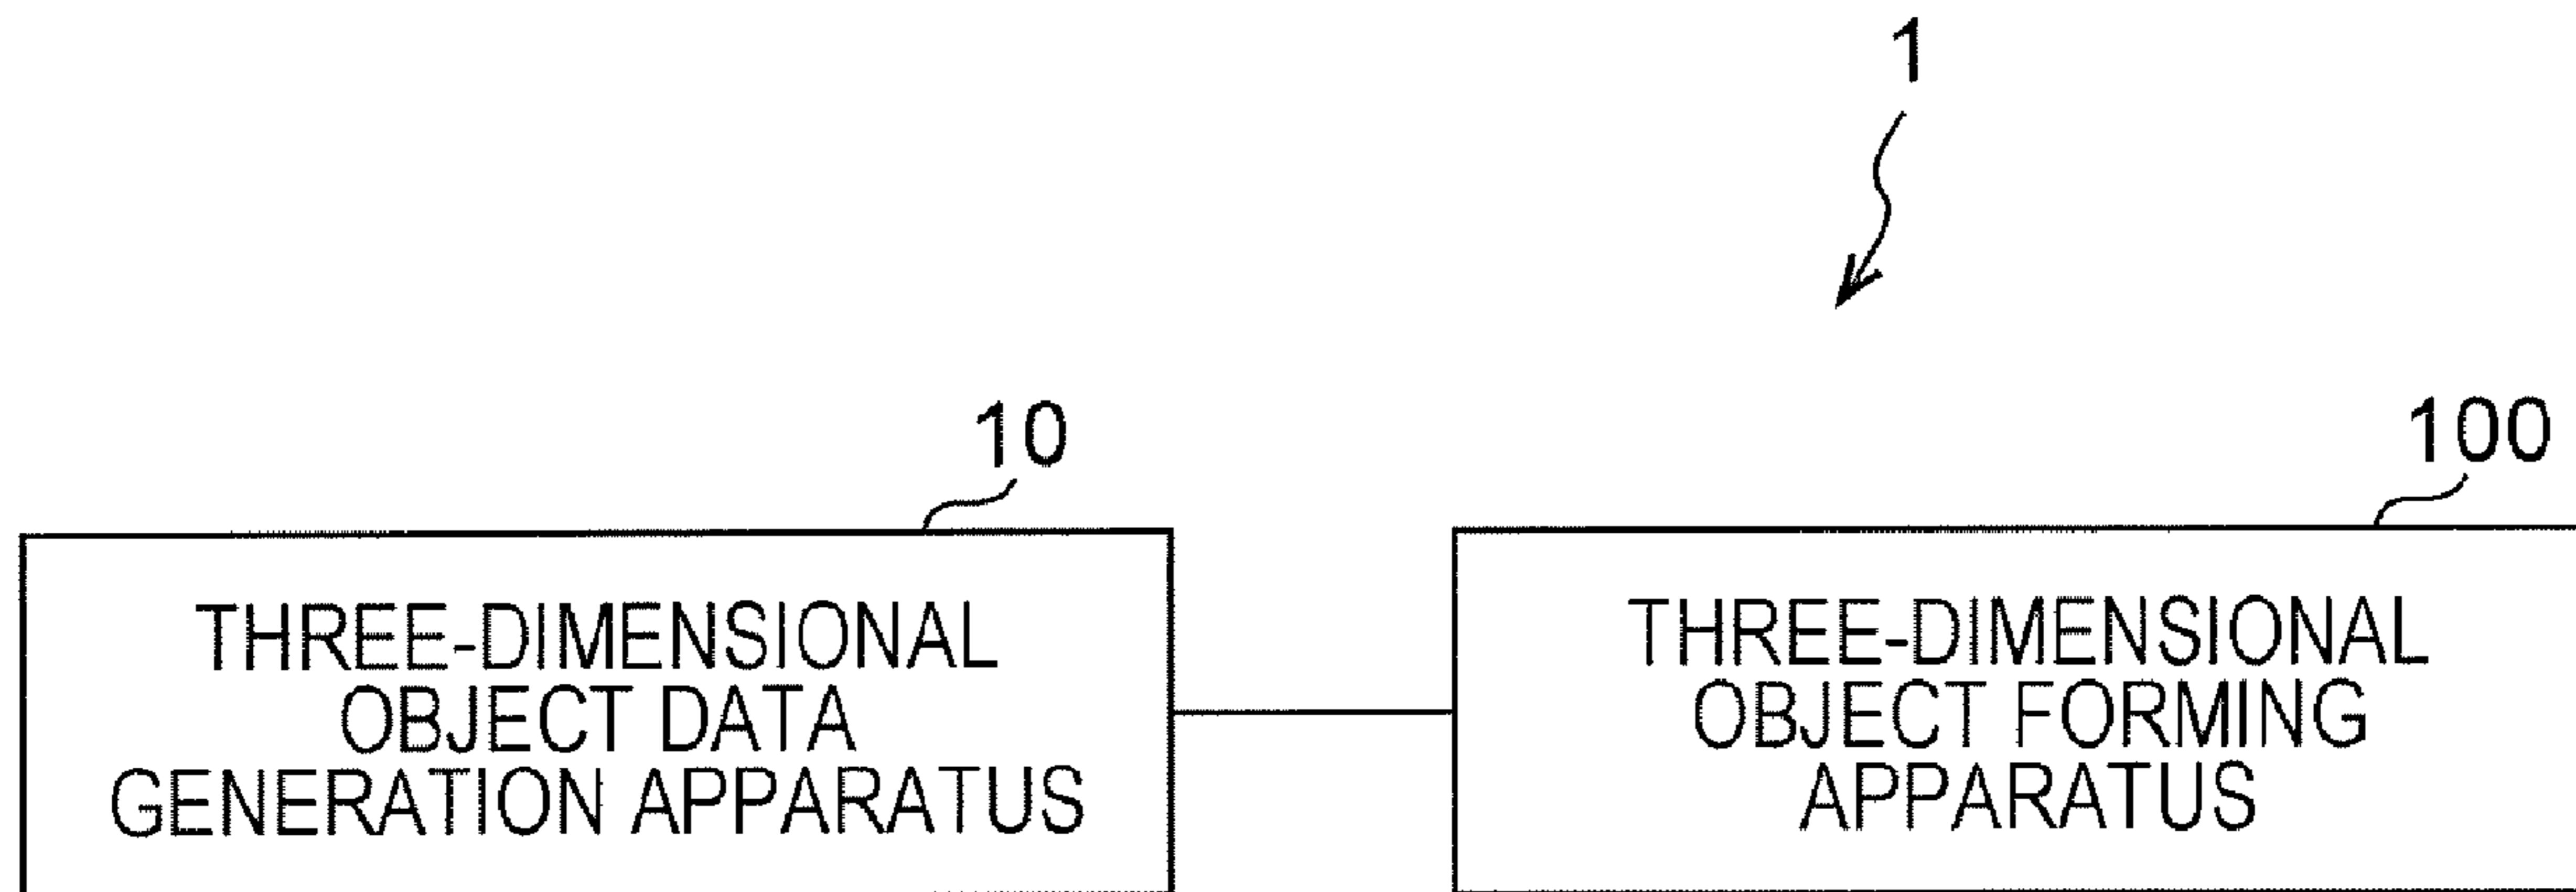 1
10
THREE-DIMENSIONAL
OBJECT DATA
GENERATION APPARATUS
100
THREE-DIMENSIONAL
OBJECT FORMING
APPARATUS